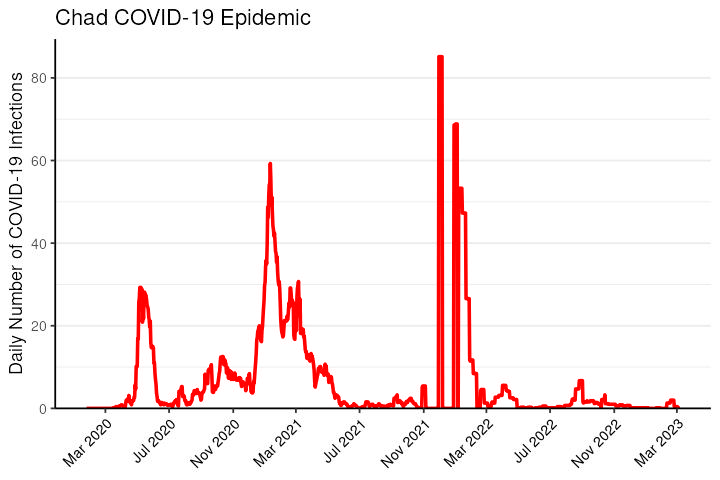 Chad COVID-19 Epidemic
Daily Number of COVID-19 Infections
80
60
40
20
0
Mar 2020
Jul 2020
Nov 2020
Mar 2021
Jul 2021
Nov 2021
Mar 2022
Jul 2022
Nov 2022
Mar 2023